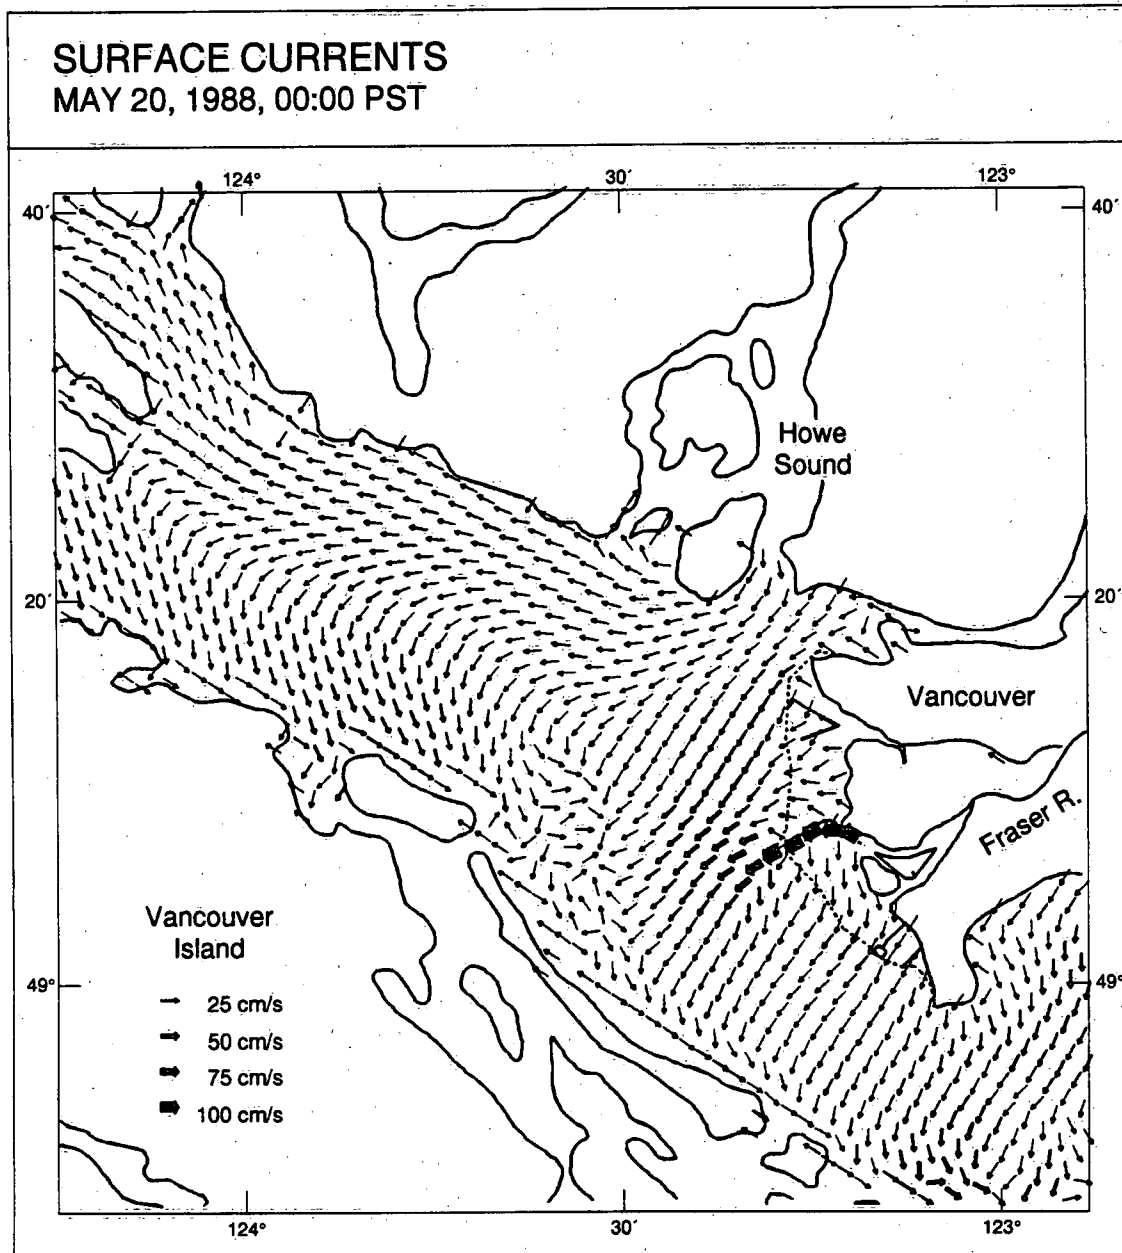 SURFACE CURRENTS
MAY 20, 1988, 00:00 PST
124° 30´ 123°
40´ 40´
Howe
Sound
20´ 20´
Vancouver
Fraser R.
Vancouver
Island
49° 49°
25 cm/s
50 cm/s
75 cm/s
100 cm/s
124° 30´ 123°